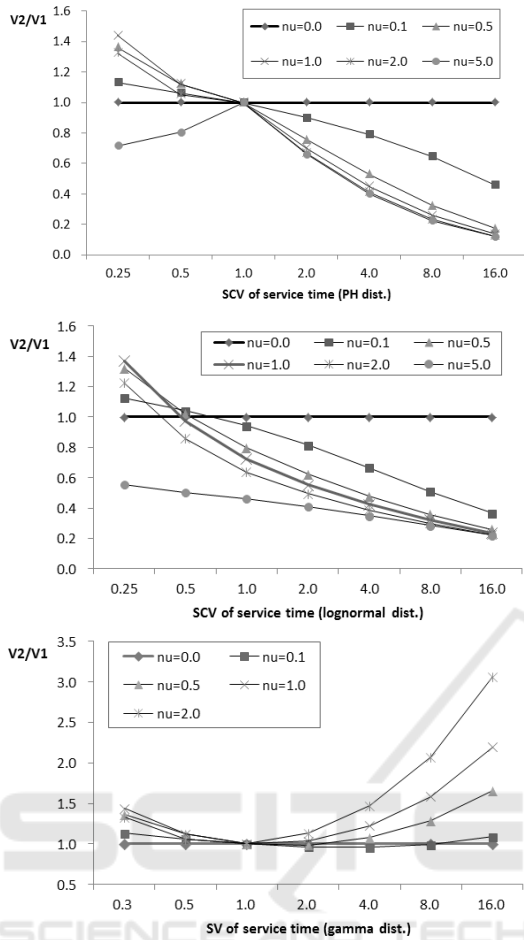 V2/V1
1.6
1.4
1.2
1.0
0.8
0.6
0.4
0.2
0.0
nu=0.0 nu=0.1 nu=0.5
nu=1.0 nu=2.0 nu=5.0
0.25 0.5 1.0 2.0 4.0 8.0 16.0
SCV of service time (PH dist.)
V2/V1
1.6
1.4
1.2
1.0
0.8
0.6
0.4
0.2
0.0
nu=0.0 nu=0.1 nu=0.5
nu=1.0 nu=2.0 nu=5.0
0.25 0.5 1.0 2.0 4.0 8.0 16.0
SCV of service time (lognormal dist.)
V2/V1
3.5
3.0
2.5
2.0
1.5
1.0
0.5
nu=0.0 nu=0.1
nu=0.5 nu=1.0
nu=2.0
0.3 0.5 1.0 2.0 4.0 8.0 16.0
SV of service time (gamma dist.)
SCITE
SCIENCE AND TECH